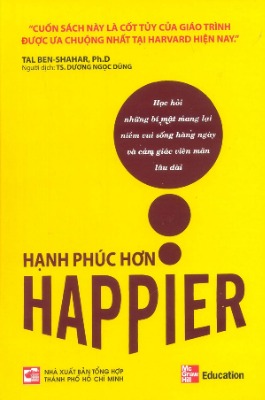 "CUỐN SÁCH NÀY LÀ CỐT TỦY CỦA GIÁO TRÌNH
ĐƯỢC ƯA CHUỘNG NHẤT TẠI HARVARD HIỆN NAY."
TAL BEN-SHAHAR, Ph.D
Người dịch: TS. DƯƠNG NGỌC DŨNG
Học hỏi
những bí mật mang lại
niềm vui sống hàng ngày
và cảm giác viên mãn
lâu dài
HẠNH PHÚC HƠN
HAPPIER
NHÀ XUẤT BẢN TỔNG HỢP
THÀNH PHỐ HỒ CHÍ MINH
Mc
Graw
Hill
Education